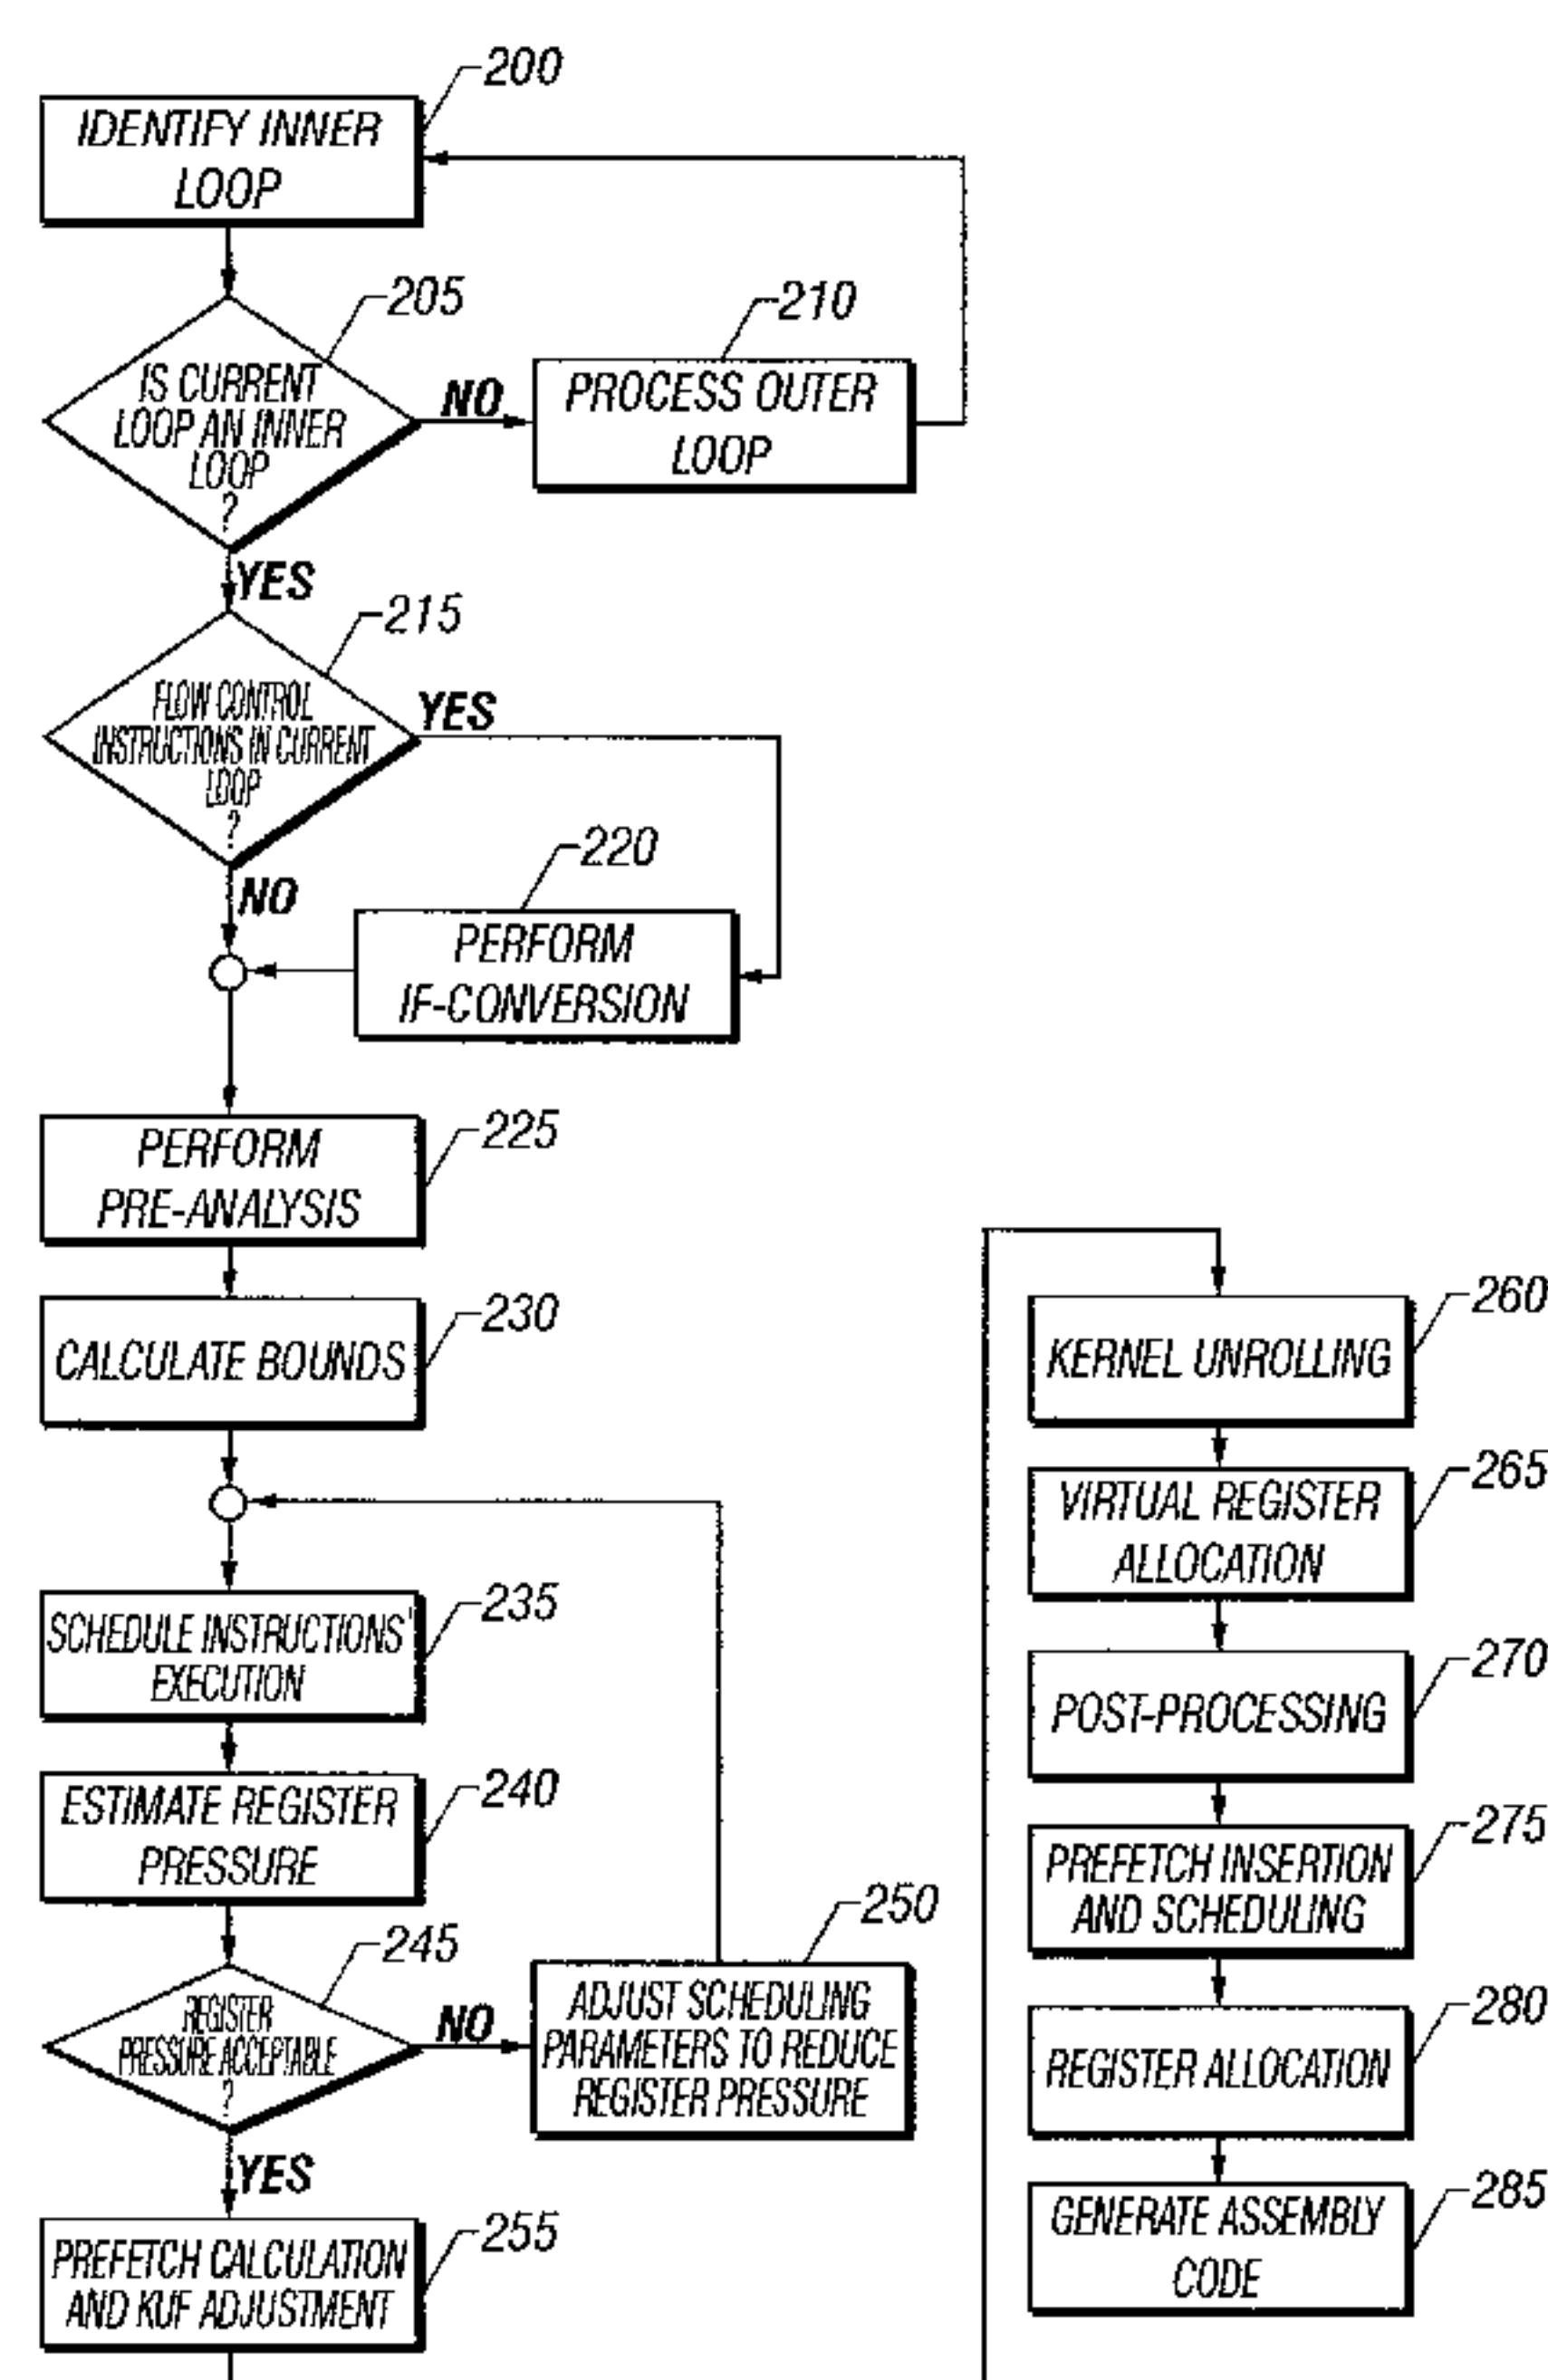 200
IDENTIFY INNER
LOOP
205
IS CURRENT
LOOP AN INNER
LOOP
?
NO
210
PROCESS OUTER
LOOP
YES
215
FLOW CONTROL
INSTRUCTIONS IN CURRENT
LOOP
?
YES
NO
220
PERFORM
IF-CONVERSION
225
PERFORM
PRE-ANALYSIS
230
CALCULATE BOUNDS
235
SCHEDULE INSTRUCTIONS'
EXECUTION
240
ESTIMATE REGISTER
PRESSURE
245
REGISTER
PRESSURE ACCEPTABLE
?
NO
250
ADJUST SCHEDULING
PARAMETERS TO REDUCE
REGISTER PRESSURE
YES
255
PREFETCH CALCULATION
AND KUF ADJUSTMENT
260
KERNEL UNROLLING
265
VIRTUAL REGISTER
ALLOCATION
270
POST-PROCESSING
275
PREFETCH INSERTION
AND SCHEDULING
280
REGISTER ALLOCATION
285
GENERATE ASSEMBLY
CODE